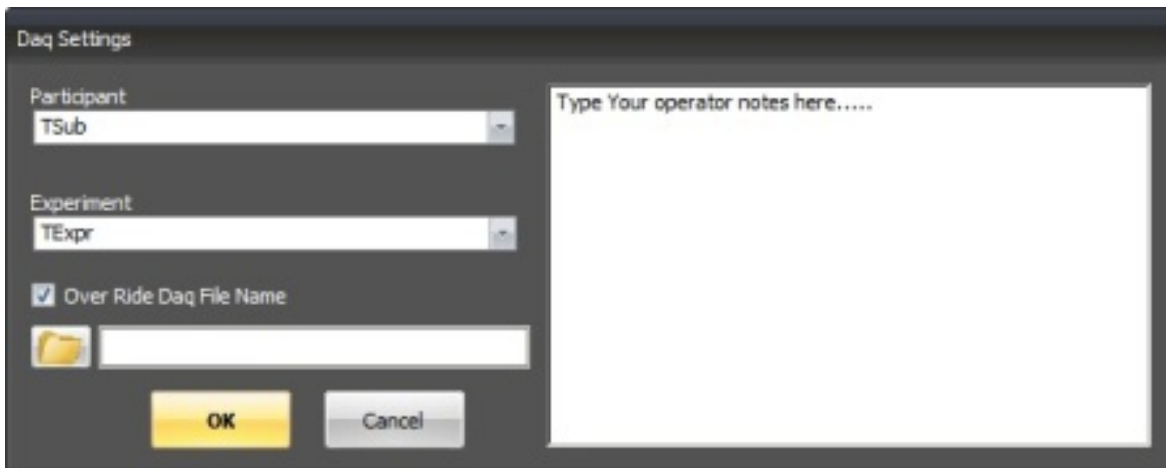 Daq Settings
Participant
TSub
Experiment
TExpr
Over Ride Daq File Name
OK
Cancel
Type Your operator notes here.....